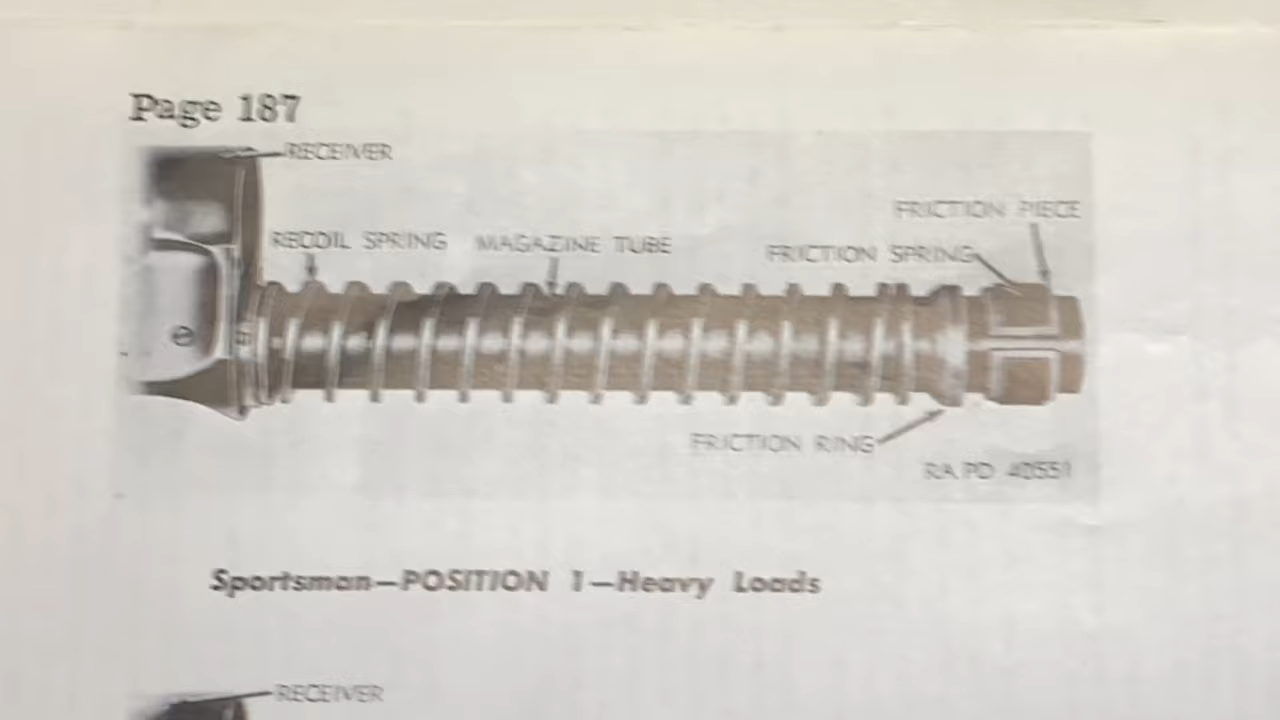 Page 187
RECEIVER
FRICTION PIECE
RECOIL SPRING MAGAZINE TUBE FRICTION SPRING
e
FRICTION RING
RA PD 40551
Sportsman—POSITION 1—Heavy Loads
RECEIVER